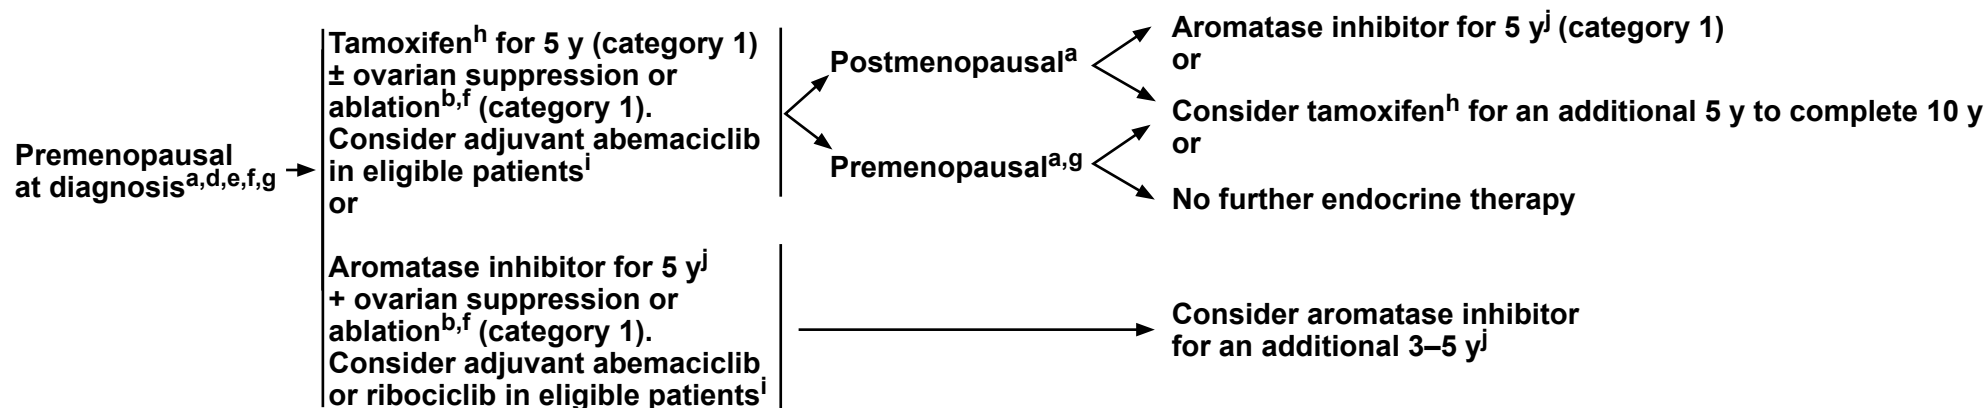 Premenopausal
at diagnosisa,d,e,f,g
Tamoxifenh for 5 y (category 1)
± ovarian suppression or
ablationb,f (category 1).
Consider adjuvant abemaciclib
in eligible patientsi
or
Aromatase inhibitor for 5 yj
+ ovarian suppression or
ablationb,f (category 1).
Consider adjuvant abemaciclib
or ribociclib in eligible patientsi
Postmenopausala
Premenopausala,g
Aromatase inhibitor for 5 yj (category 1)
or
Consider tamoxifenh for an additional 5 y to complete 10 y
or
No further endocrine therapy
Consider aromatase inhibitor
for an additional 3–5 yj